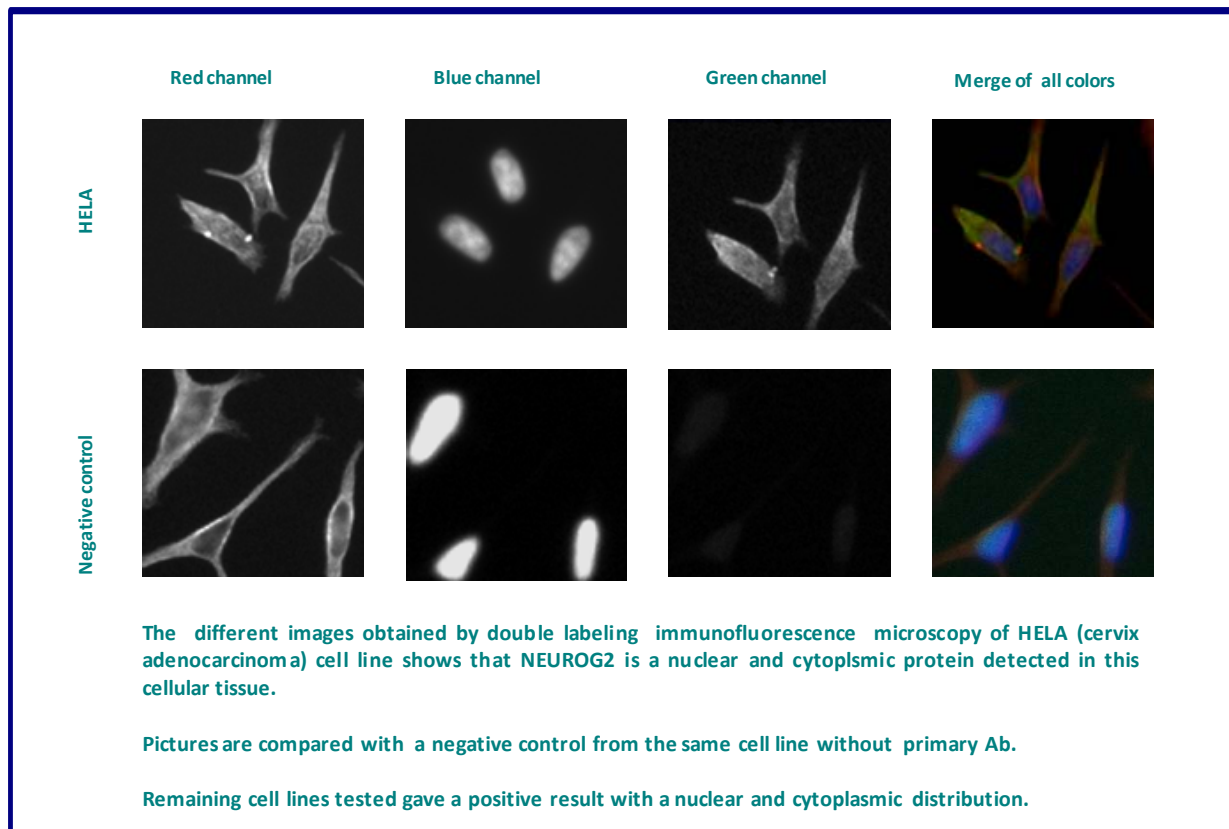 Red channel
Blue channel
Green channel
Merge of all colors
HELA
Negative control
The different images obtained by double labeling immunofluorescence microscopy of HELA (cervix
adenocarcinoma) cell line shows that NEUROG2 is a nuclear and cytoplsmic protein detected in this
cellular tissue.
Pictures are compared with a negative control from the same cell line without primary Ab.
Remaining cell lines tested gave a positive result with a nuclear and cytoplasmic distribution.